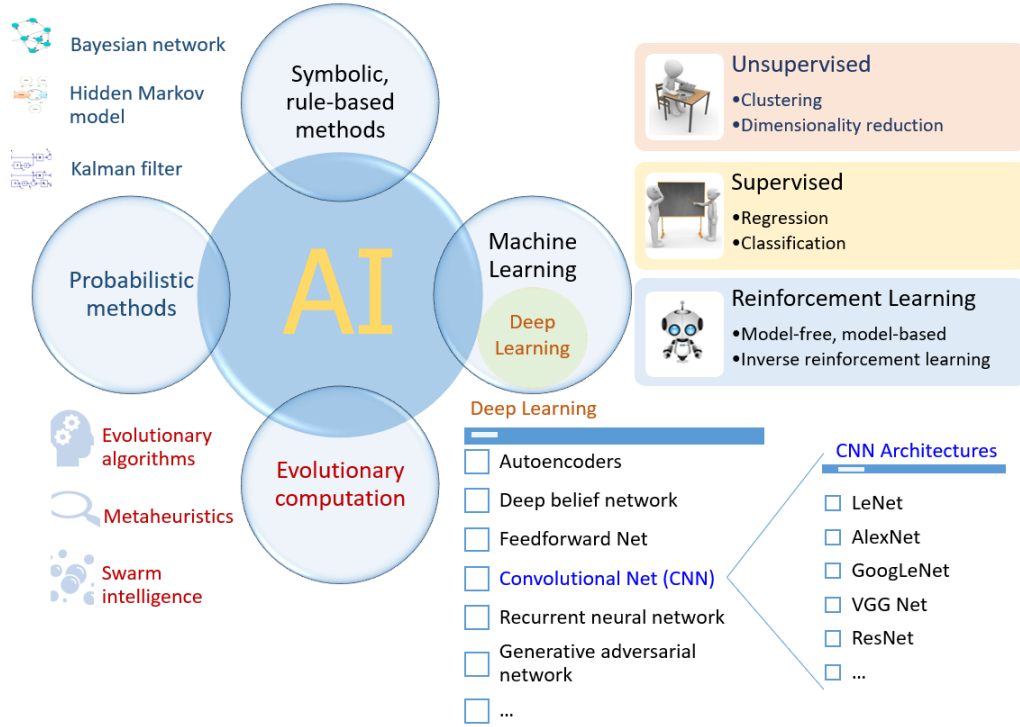 Bayesian network
Hidden Markov
model
Kalman filter
Symbolic,
rule-based
methods
Probabilistic
methods
AI
Machine
Learning
Deep
Learning
Evolutionary
computation
Evolutionary
algorithms
Metaheuristics
Swarm
intelligence
Unsupervised
•Clustering
•Dimensionality reduction
Supervised
•Regression
•Classification
Reinforcement Learning
•Model-free, model-based
•Inverse reinforcement learning
Deep Learning
Autoencoders
Deep belief network
Feedforward Net
Convolutional Net (CNN)
Recurrent neural network
Generative adversarial
network
...
CNN Architectures
LeNet
AlexNet
GoogLeNet
VGG Net
ResNet
...